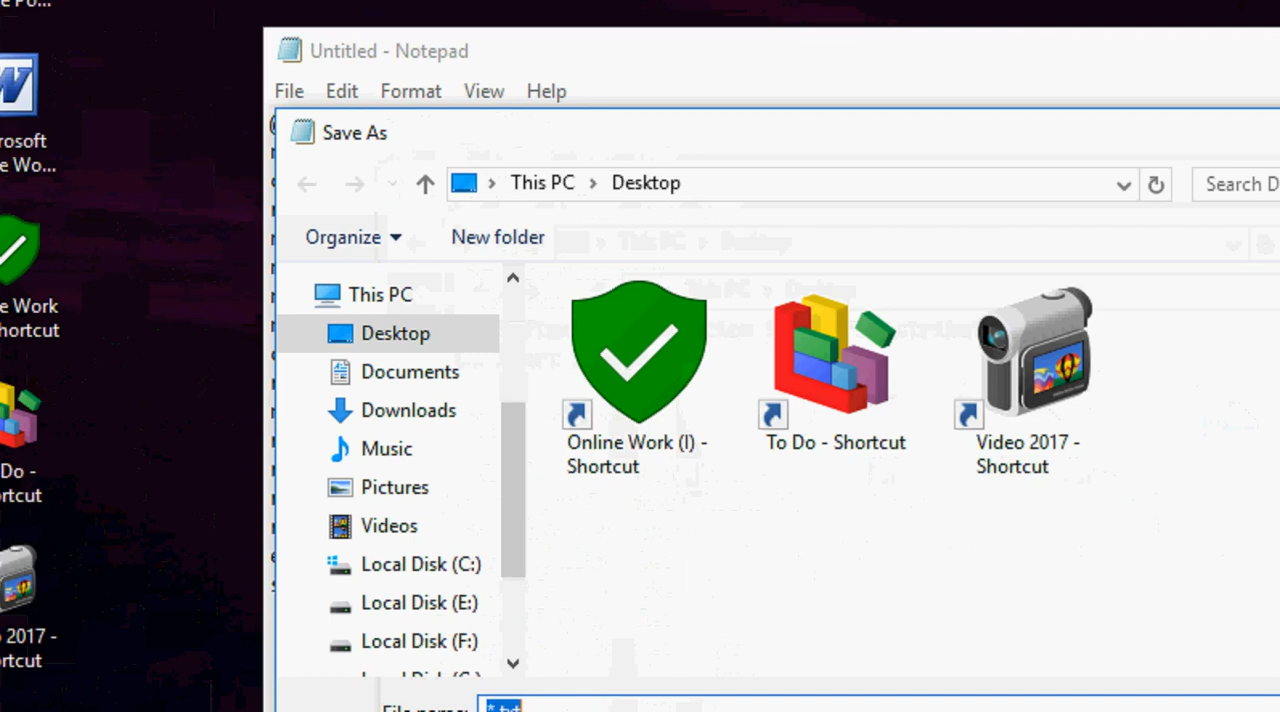 Untitled - Notepad
File Edit Format View Help
Save As
This PC > Desktop
Search D
Organize
New folder
This PC
Desktop
Documents
Downloads
Music
Pictures
Videos
Local Disk (C:)
Local Disk (E:)
Local Disk (F:)
Online Work (I) -
Shortcut
To Do - Shortcut
Video 2017 -
Shortcut
File name:
*.txt
rosoft
e Wo...
e Work
hortcut
Do -
rtcut
2017 -
rtcut